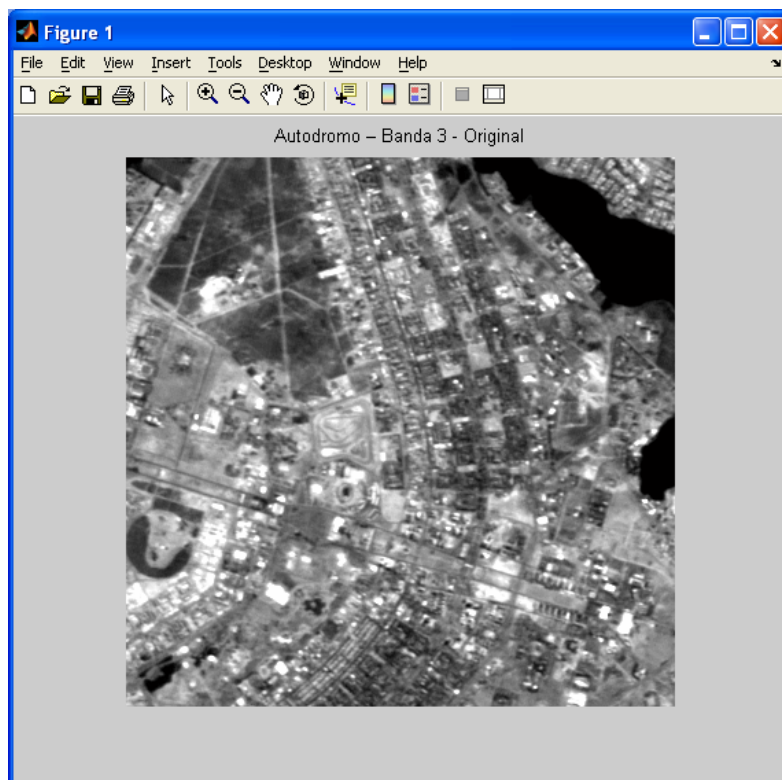 Figure 1
File Edit View Insert Tools Desktop Window Help
Autodromo – Banda 3 - Original